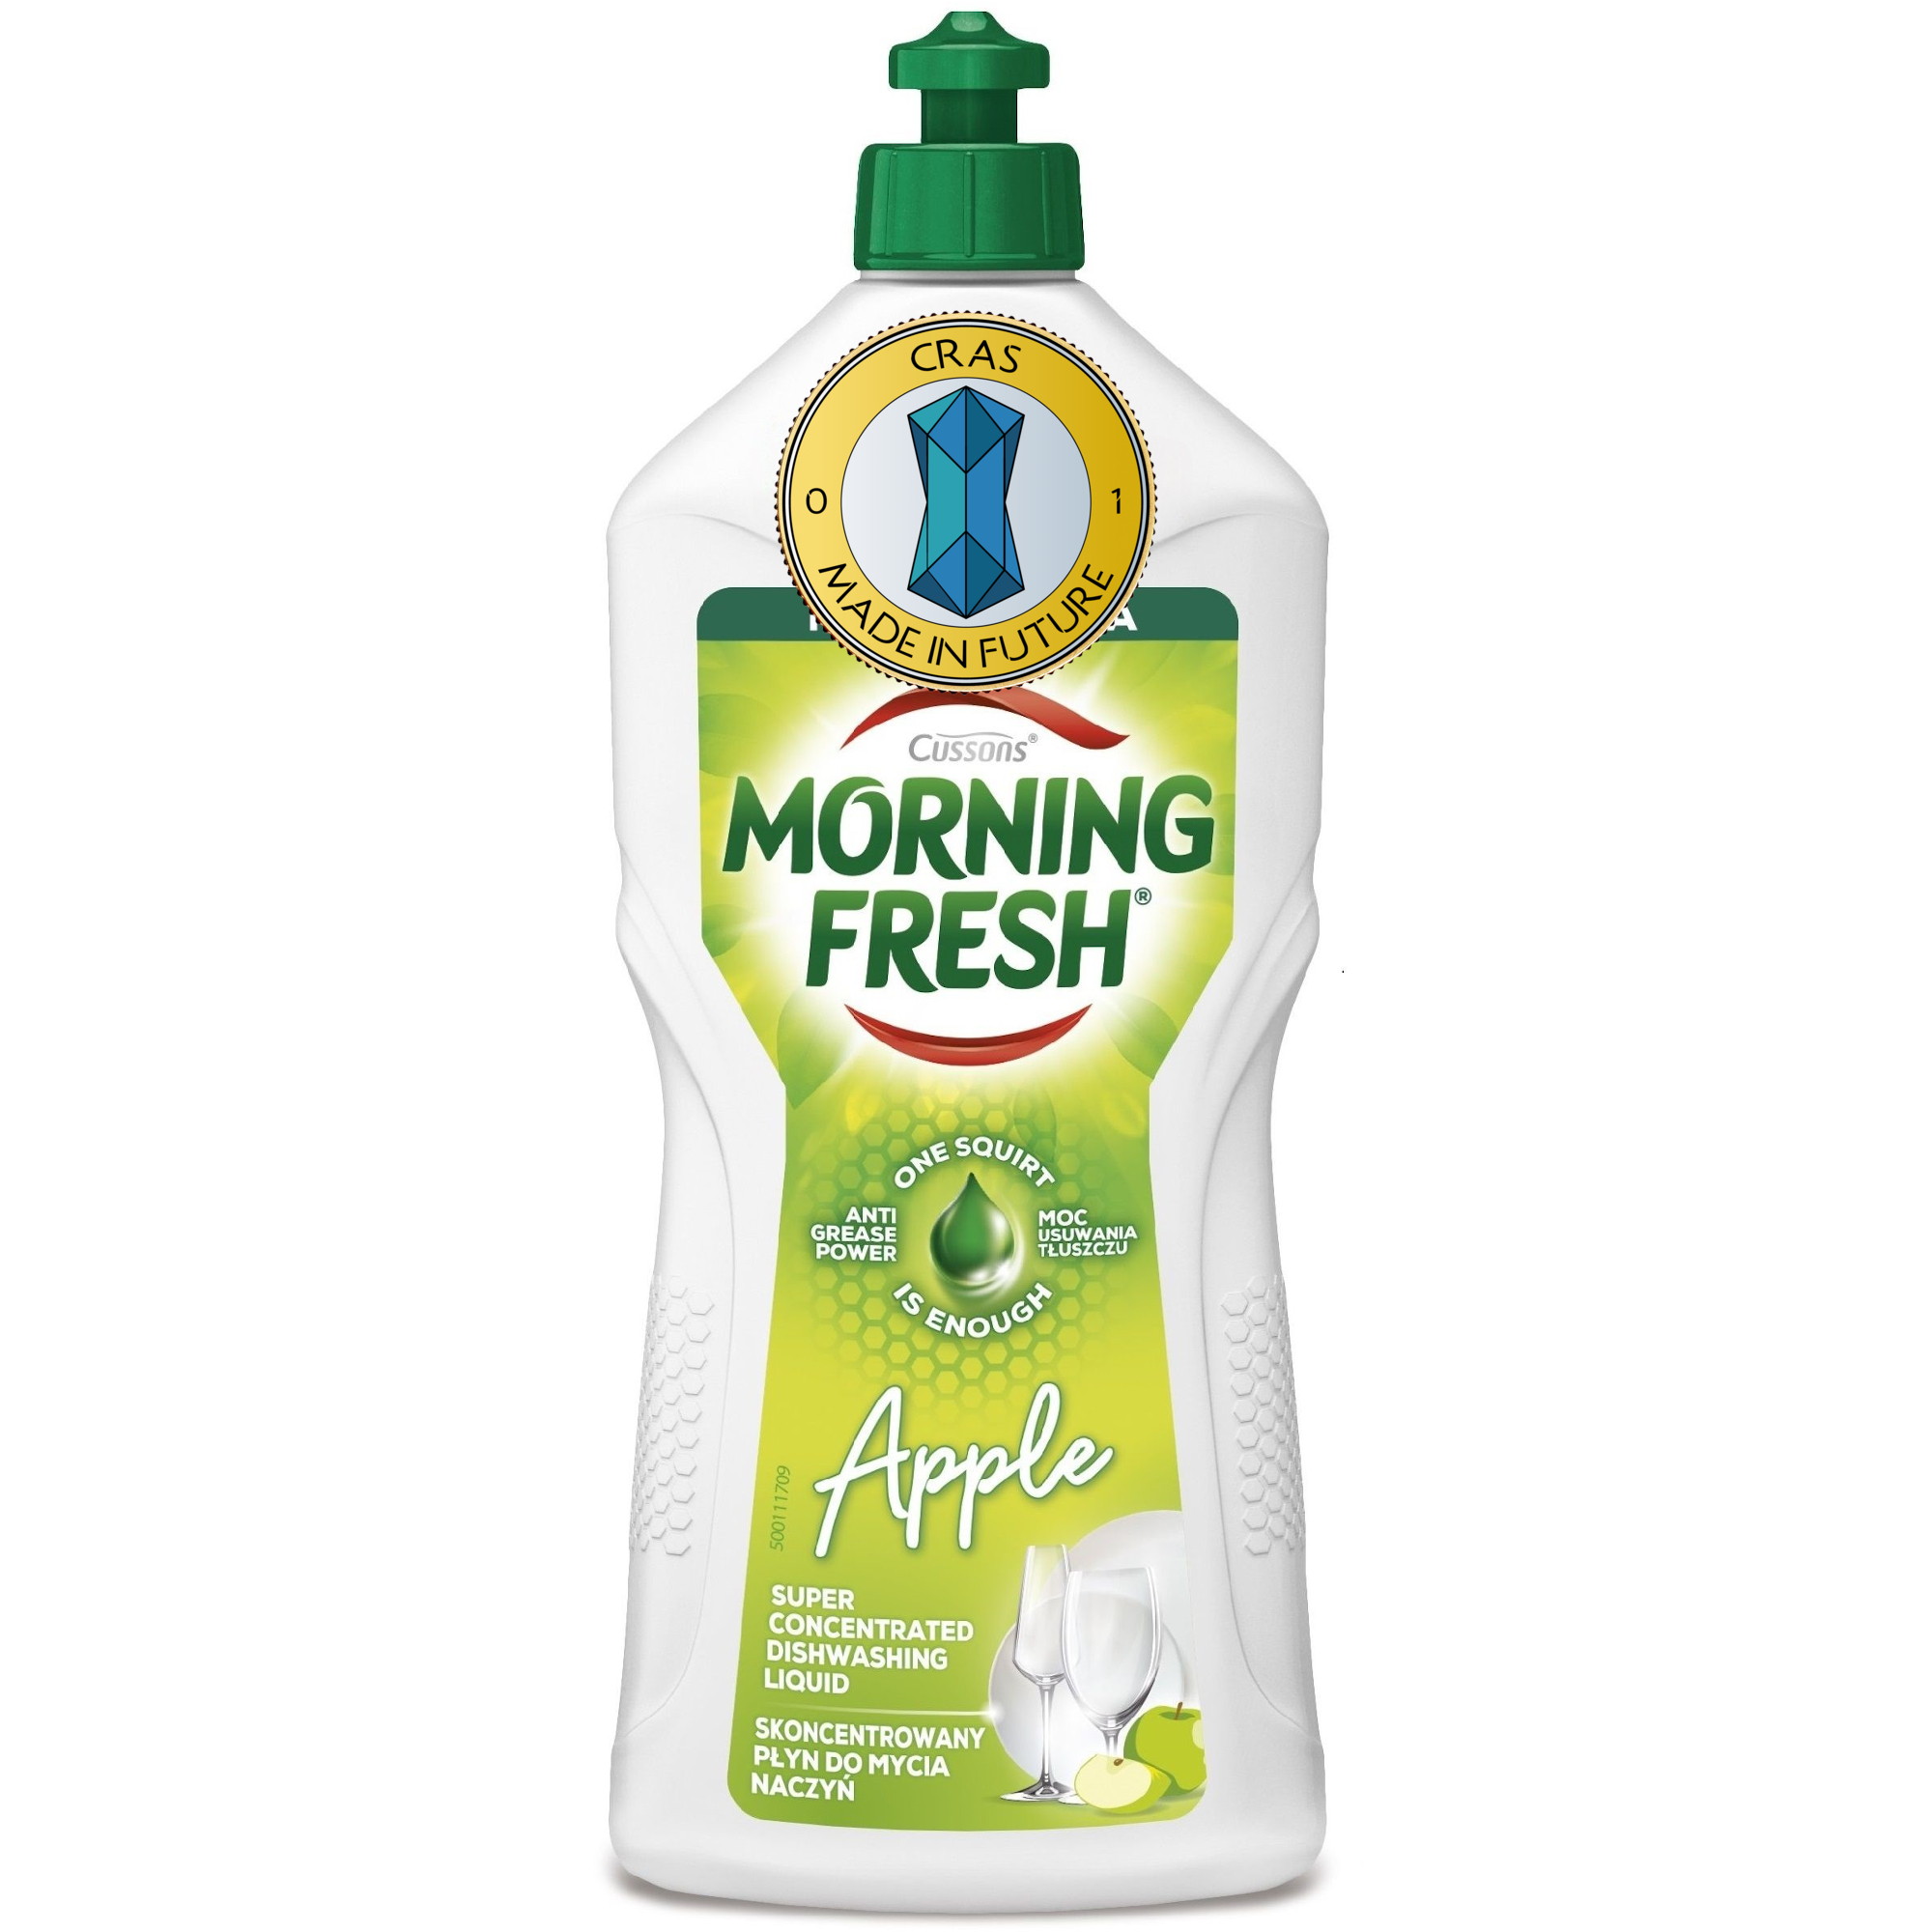 CRAS
0 1
MADE IN FUTURE
Cussons®
MORNING
FRESH®
ONE SQUIRT
ANTI
GREASE
POWER
MOC
USUWANIA
TŁUSZCZU
IS ENOUGH
Apple
500111709
SUPER
CONCENTRATED
DISHWASHING
LIQUID
SKONCENTROWANY
PŁYN DO MYCIA
NACZYŃ